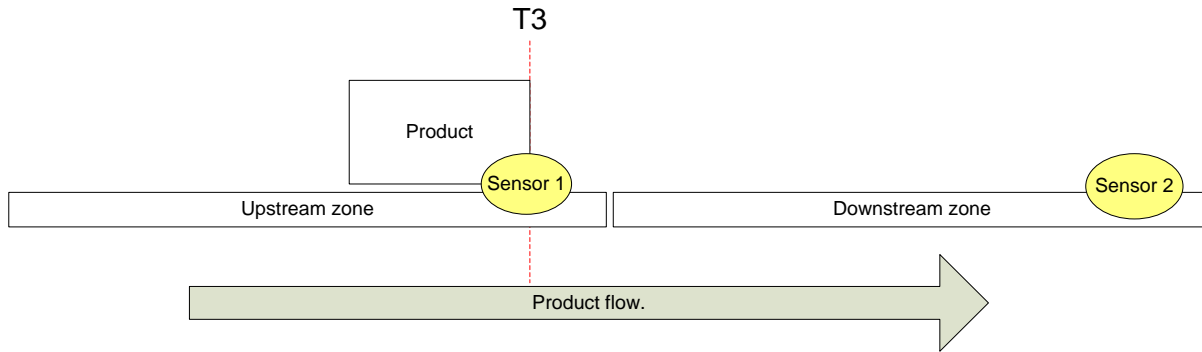 T3
Product
Sensor 1
Sensor 2
Upstream zone
Downstream zone
Product flow.